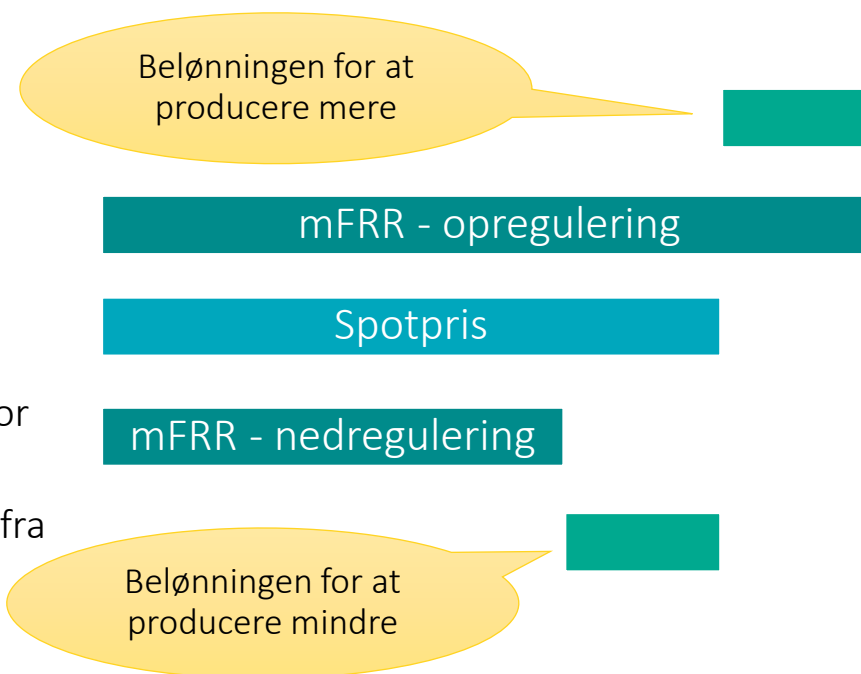 Belønningen for at
producere mere
mFRR - opregulering
Spotpris
or
mFRR - nedregulering
fra
Belønningen for at
producere mindre